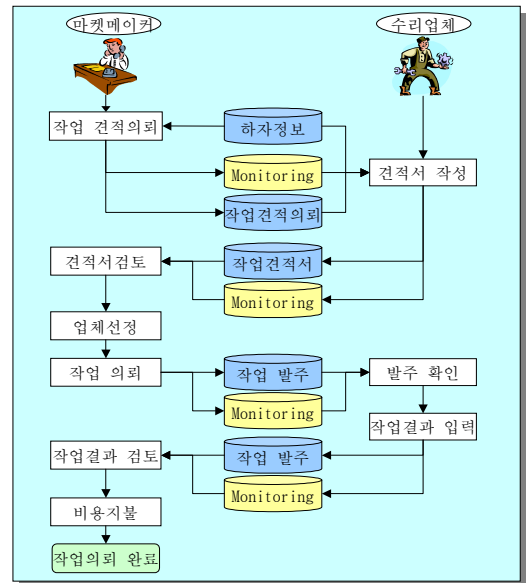 마켓메이커
수리업체
작업 견적의뢰
하자정보
Monitoring
견적서 작성
작업견적의뢰
견적서검토
작업견적서
Monitoring
업체선정
작업 의뢰
작업 발주
발주 확인
Monitoring
작업결과 입력
작업결과 검토
작업 발주
Monitoring
비용지불
작업의뢰 완료